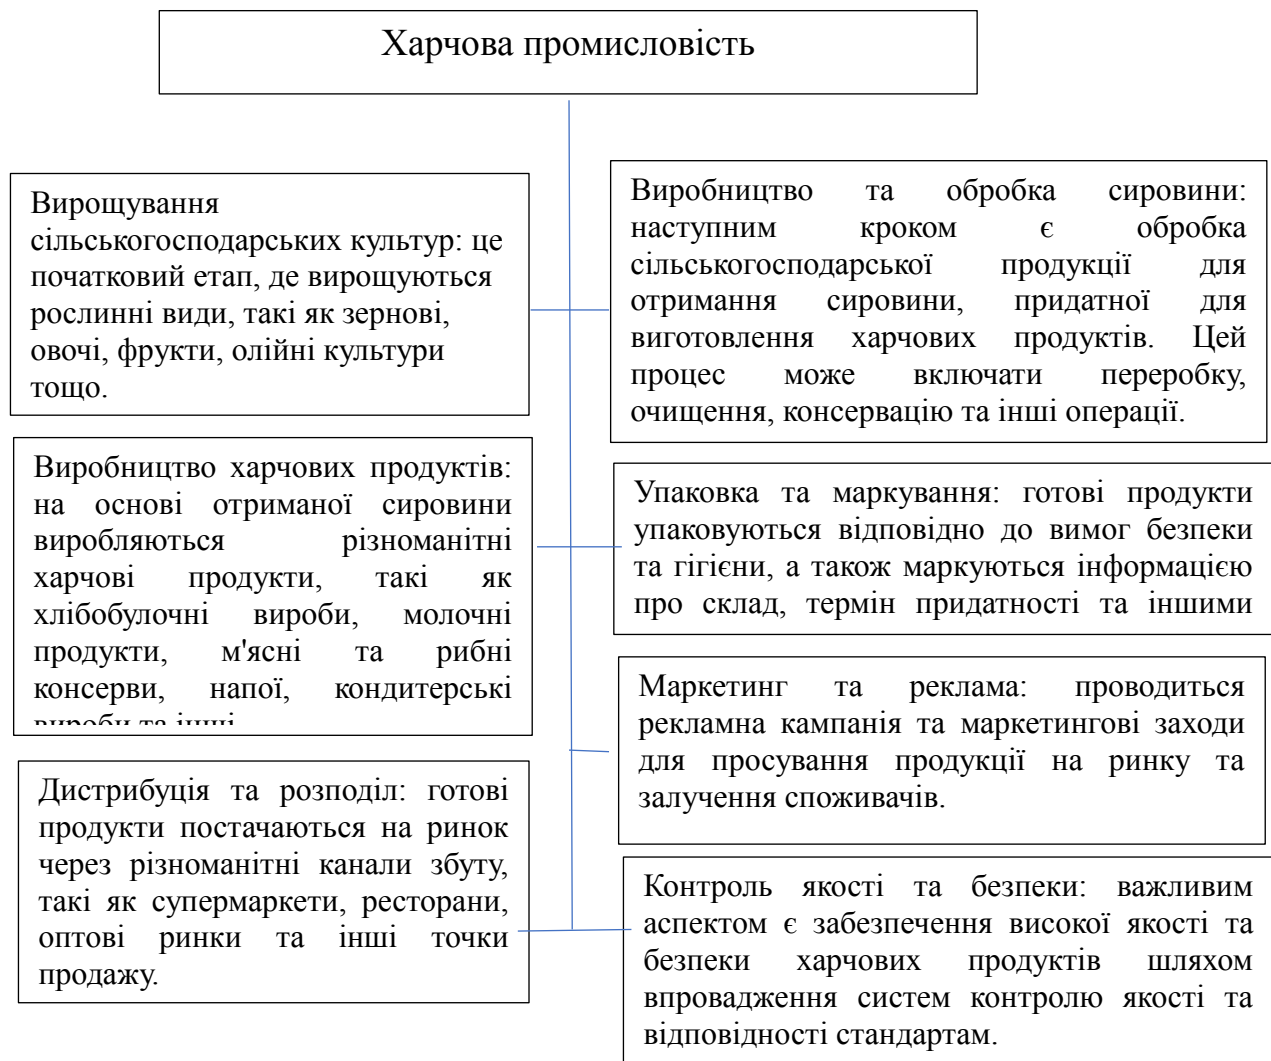 Харчова промисловість
Вирощування
сільськогосподарських культур: це
початковий етап, де вирощуються
рослинні види, такі як зернові,
овочі, фрукти, олійні культури
тощо.
Виробництво та обробка сировини:
наступним кроком є обробка
сільськогосподарської продукції для
отримання сировини, придатної для
виготовлення харчових продуктів. Цей
процес може включати переробку,
очищення, консервацію та інші операції.
Виробництво харчових продуктів:
на основі отриманої сировини
виробляються різноманітні
харчові продукти, такі як
хлібобулочні вироби, молочні
продукти, м'ясні та рибні
консерви, напої, кондитерські
вироби та інші
Упаковка та маркування: готові продукти
упаковуються відповідно до вимог безпеки
та гігієни, а також маркуються інформацією
про склад, термін придатності та іншими
Маркетинг та реклама: проводиться
рекламна кампанія та маркетингові заходи
для просування продукції на ринку та
залучення споживачів.
Дистрибуція та розподіл: готові
продукти постачаються на ринок
через різноманітні канали збуту,
такі як супермаркети, ресторани,
оптові ринки та інші точки
продажу.
Контроль якості та безпеки: важливим
аспектом є забезпечення високої якості та
безпеки харчових продуктів шляхом
впровадження систем контролю якості та
відповідності стандартам.